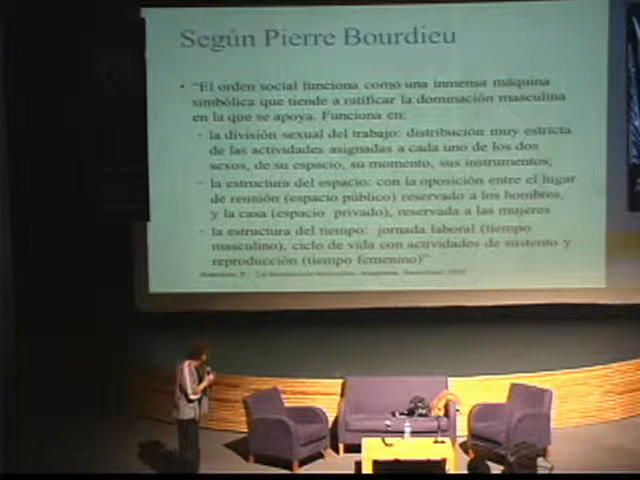 Según Pierre Bourdieu
• "El orden social funciona como una inmensa máquina
simbólica que tiende a ratificar la dominación masculina
en la que se apoya. Funciona en:
· la división sexual del trabajo: distribución muy estricta
de las actividades asignadas a cada uno de los dos
sexos, de su espacio, su momento, sus instrumentos;
· la estructura del espacio: con la oposición entre el lugar
de reunión (espacio público) reservado a los hombres,
y la casa (espacio privado), reservada a las mujeres
· la estructura del tiempo: jornada laboral (tiempo
masculino), ciclo de vida con actividades de sustento y
reproducción (tiempo femenino)"